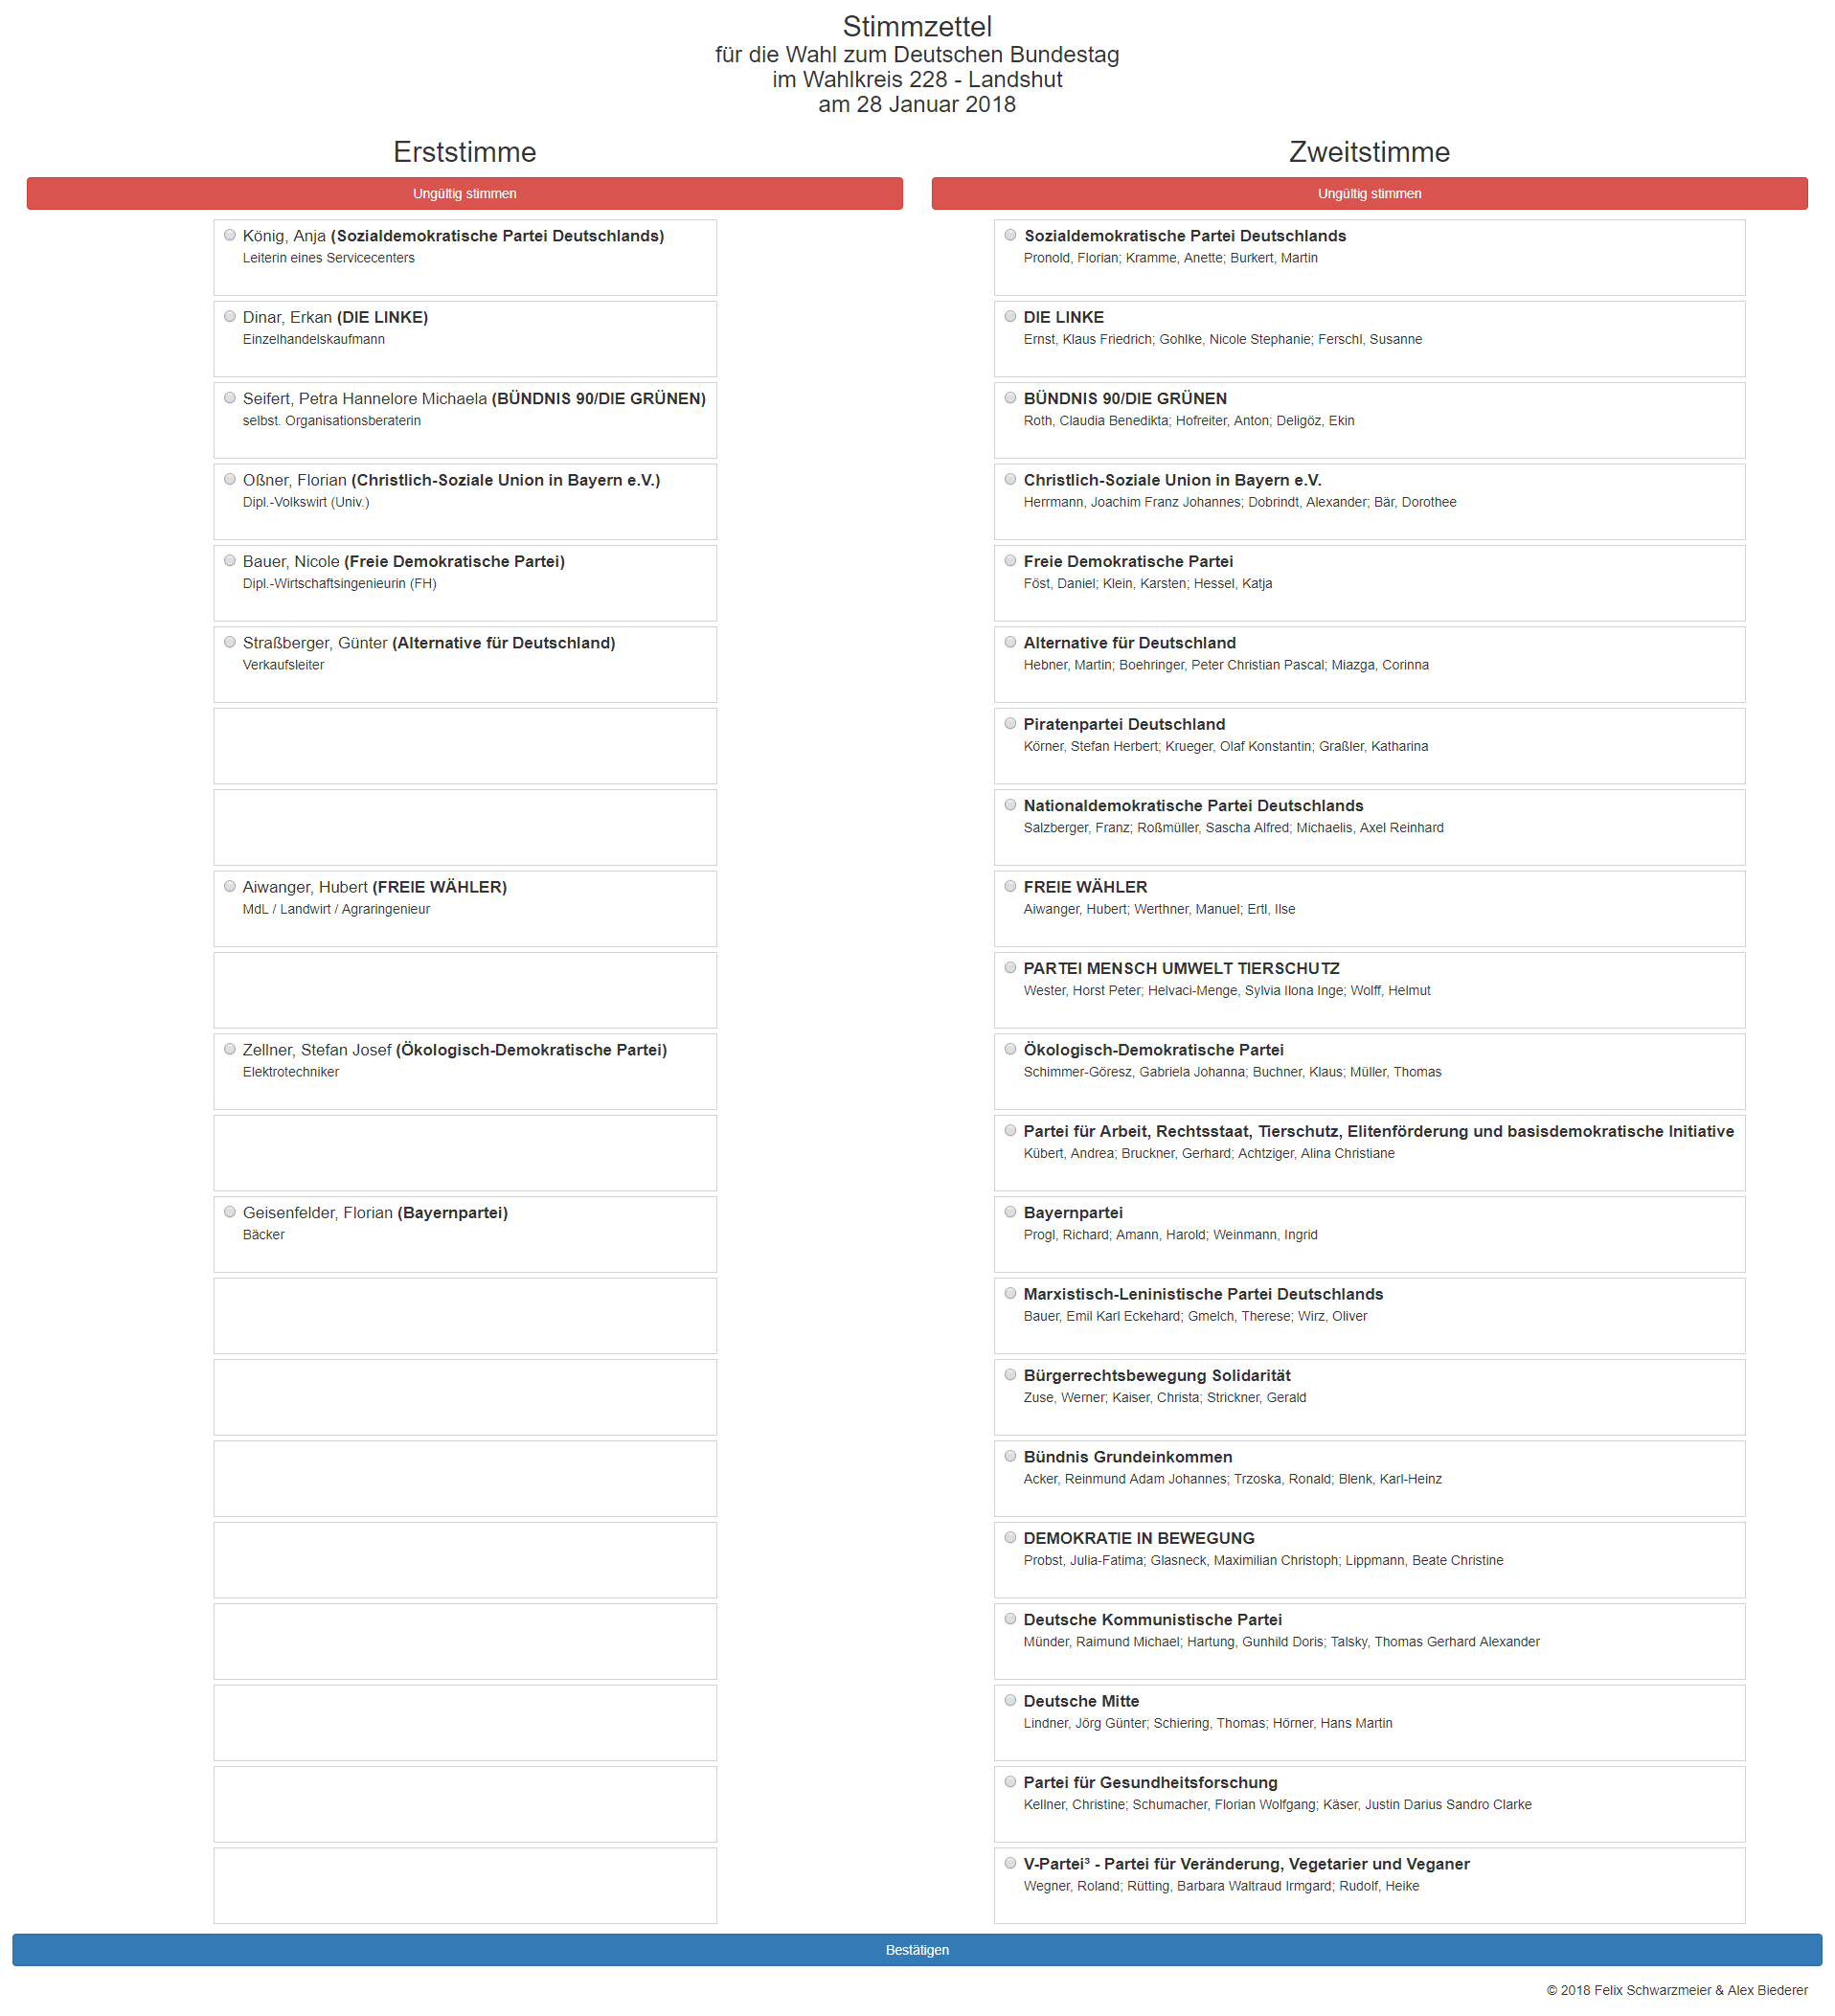 Stimmzettel
für die Wahl zum Deutschen Bundestag
im Wahlkreis 228 - Landshut
am 28 Januar 2018
Erststimme
Ungültig stimmen
König, Anja (Sozialdemokratische Partei Deutschlands)
Leiterin eines Servicecenters
Dinar, Erkan (DIE LINKE)
Einzelhandelskaufmann
Seifert, Petra Hannelore Michaela (BÜNDNIS 90/DIE GRÜNEN)
selbst. Organisationsberaterin
Oßner, Florian (Christlich-Soziale Union in Bayern e.V.)
Dipl.-Volkswirt (Univ.)
Bauer, Nicole (Freie Demokratische Partei)
Dipl.-Wirtschaftsingenieurin (FH)
Straßberger, Günter (Alternative für Deutschland)
Verkaufsleiter
Aiwanger, Hubert (FREIE WÄHLER)
MdL / Landwirt / Agraringenieur
Zellner, Stefan Josef (Ökologisch-Demokratische Partei)
Elektrotechniker
Geisenfelder, Florian (Bayernpartei)
Bäcker
Zweitstimme
Ungültig stimmen
Sozialdemokratische Partei Deutschlands
Pronold, Florian; Kramme, Anette; Burkert, Martin
DIE LINKE
Ernst, Klaus Friedrich; Gohlke, Nicole Stephanie; Ferschl, Susanne
BÜNDNIS 90/DIE GRÜNEN
Roth, Claudia Benedikta; Hofreiter, Anton; Deligöz, Ekin
Christlich-Soziale Union in Bayern e.V.
Herrmann, Joachim Franz Johannes; Dobrindt, Alexander; Bär, Dorothee
Freie Demokratische Partei
Föst, Daniel; Klein, Karsten; Hessel, Katja
Alternative für Deutschland
Hebner, Martin; Boehringer, Peter Christian Pascal; Miazga, Corinna
Piratenpartei Deutschland
Körner, Stefan Herbert; Krueger, Olaf Konstantin; Graßler, Katharina
Nationaldemokratische Partei Deutschlands
Salzberger, Franz; Roßmüller, Sascha Alfred; Michaelis, Axel Reinhard
FREIE WÄHLER
Aiwanger, Hubert; Werthner, Manuel; Ertl, Ilse
PARTEI MENSCH UMWELT TIERSCHUTZ
Wester, Horst Peter; Helvaci-Menge, Sylvia Ilona Inge; Wolff, Helmut
Ökologisch-Demokratische Partei
Schimmer-Göresz, Gabriela Johanna; Buchner, Klaus; Müller, Thomas
Partei für Arbeit, Rechtsstaat, Tierschutz, Elitenförderung und basisdemokratische Initiative
Kübert, Andrea; Bruckner, Gerhard; Achtziger, Alina Christiane
Bayernpartei
Progl, Richard; Amann, Harold; Weinmann, Ingrid
Marxistisch-Leninistische Partei Deutschlands
Bauer, Emil Karl Eckehard; Gmelch, Therese; Wirz, Oliver
Bürgerrechtsbewegung Solidarität
Zuse, Werner; Kaiser, Christa; Strickner, Gerald
Bündnis Grundeinkommen
Acker, Reinmund Adam Johannes; Trzoska, Ronald; Blenk, Karl-Heinz
DEMOKRATIE IN BEWEGUNG
Probst, Julia-Fatima; Glasneck, Maximilian Christoph; Lippmann, Beate Christine
Deutsche Kommunistische Partei
Münder, Raimund Michael; Hartung, Gunhild Doris; Talsky, Thomas Gerhard Alexander
Deutsche Mitte
Lindner, Jörg Günter; Schiering, Thomas; Hörner, Hans Martin
Partei für Gesundheitsforschung
Kellner, Christine; Schumacher, Florian Wolfgang; Käser, Justin Darius Sandro Clarke
V-Partei³ - Partei für Veränderung, Vegetarier und Veganer
Wegner, Roland; Rütting, Barbara Waltraud Irmgard; Rudolf, Heike
Bestätigen
© 2018 Felix Schwarzmeier & Alex Biederer